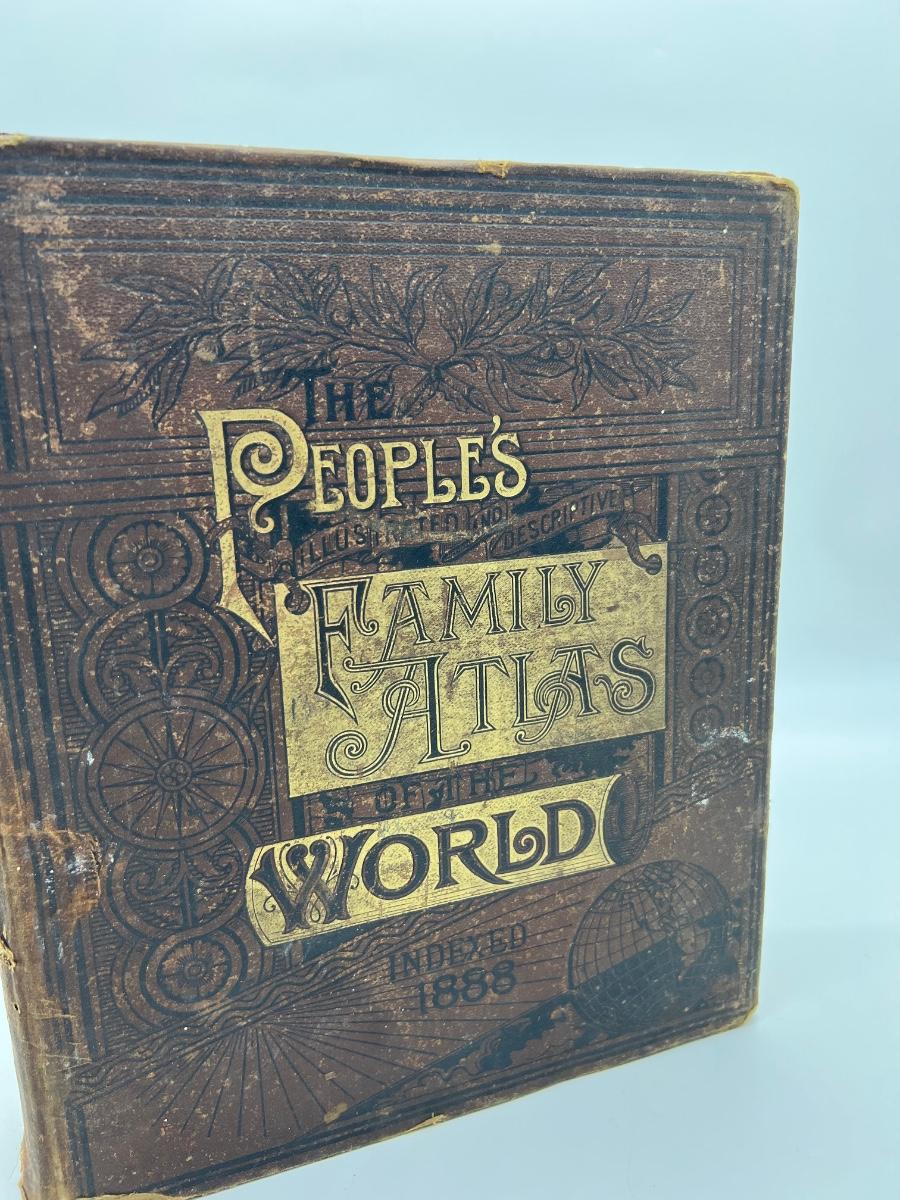 THE
PEOPLE'S
ILLUSTRATED AND DESCRIPTIVE
FAMILY
ATLAS
OF THE
WORLD
INDEXED
1888